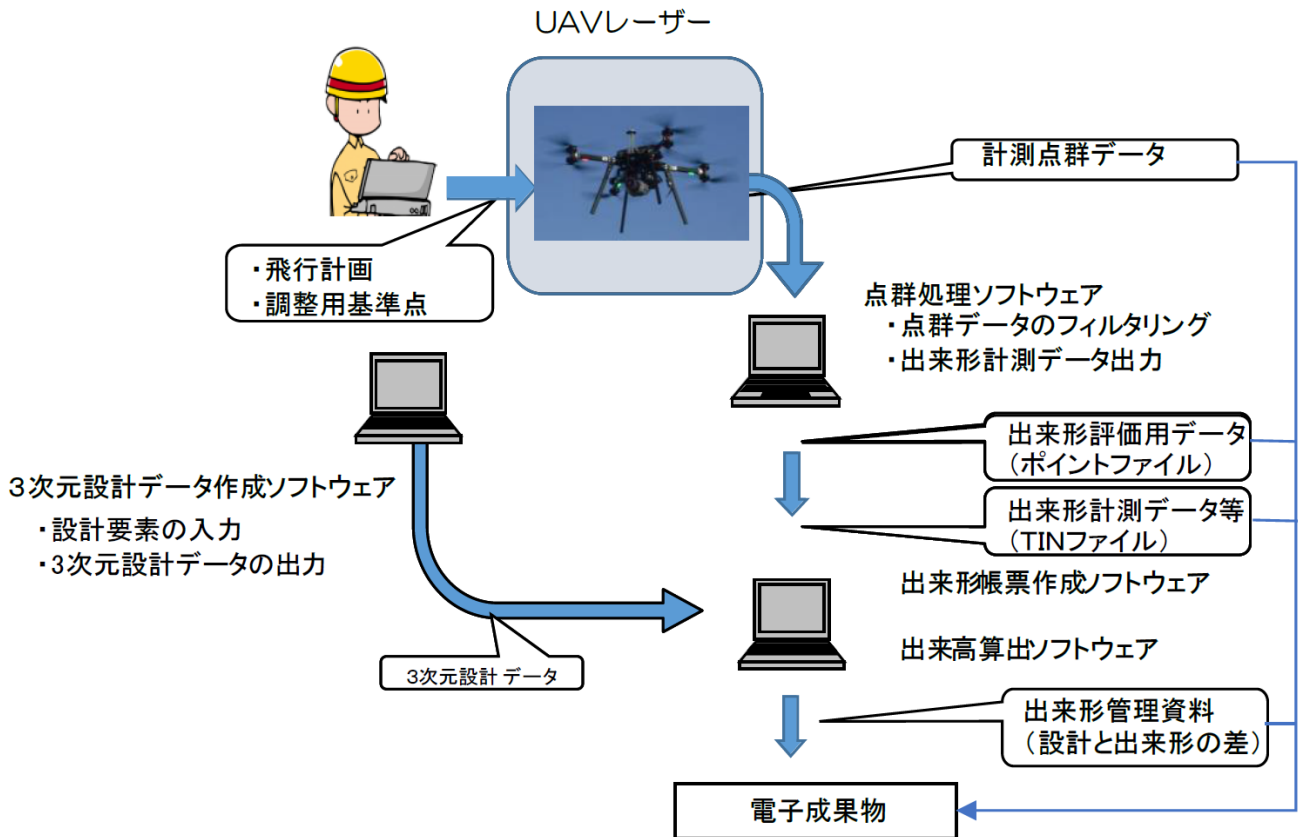 UAVレーザー
計測点群データ
・飛行計画
・調整用基準点
点群処理ソフトウェア
・点群データのフィルタリング
・出来形計測データ出力
出来形評価用データ
（ポイントファイル）
３次元設計データ作成ソフトウェア
・設計要素の入力
・3次元設計データの出力
出来形計測データ等
（TINファイル）
出来形帳票作成ソフトウェア
出来高算出ソフトウェア
3次元設計データ
出来形管理資料
（設計と出来形の差）
電子成果物